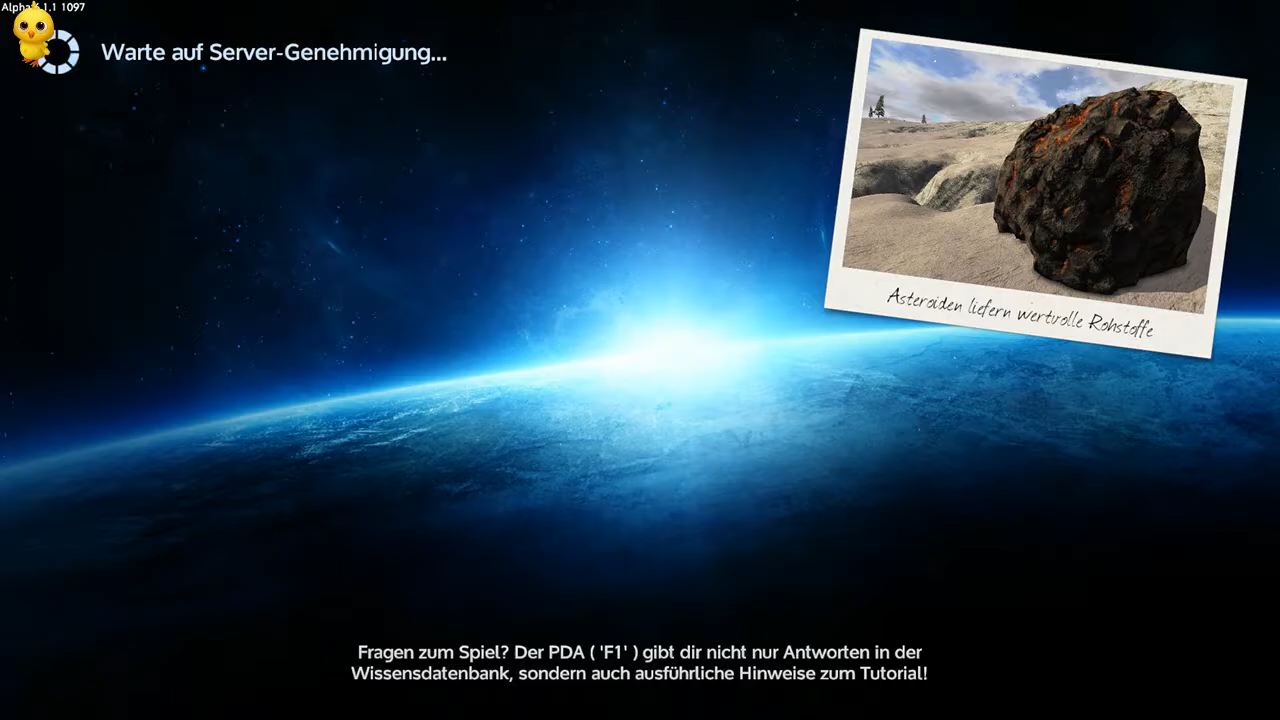 1.1 1097
Warte auf Server-Genehmigung...
Asteroiden liefern wertvolle Rohstoffe
Fragen zum Spiel? Der PDA ( 'F1' ) gibt dir nicht nur Antworten in der
Wissensdatenbank, sondern auch ausführliche Hinweise zum Tutorial!